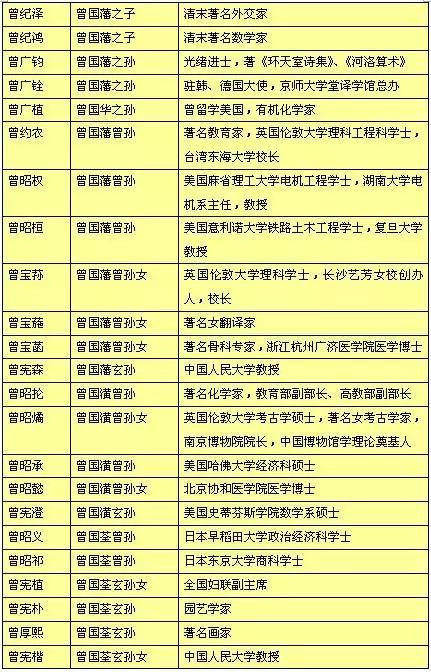 曾纪泽 曾国藩之子 清末著名外交家
曾纪鸿 曾国藩之子 清末著名数学家
曾广钧 曾国藩之孙 光绪进士，著《环天室诗集》、《河洛算术》
曾广铨 曾国藩之孙 驻韩、德国大使，京师大学堂译学馆总办
曾广植 曾国华之孙 曾留学美国，有机化学家
曾约农 曾国藩曾孙 著名教育家，英国伦敦大学理科工程科学士，
台湾东海大学校长
曾昭权 曾国藩曾孙 美国麻省理工大学电机工程学士，湖南大学电
机系主任，教授
曾昭桓 曾国藩曾孙 美国意利诺大学铁路土木工程学士，复旦大学
教授
曾宝荪 曾国藩曾孙女 英国伦敦大学理科学士，长沙艺芳女校创办
人，校长
曾宝葹 曾国藩曾孙女 著名女翻译家
曾宝菡 曾国藩曾孙女 著名骨科专家，浙江杭州广济医学院医学博士
曾宪森 曾国藩玄孙 中国人民大学教授
曾昭抡 曾国潢曾孙 著名化学家，教育部副部长、高教部副部长
曾昭燏 曾国潢曾孙女 英国伦敦大学考古学硕士，著名女考古学家，
南京博物院院长，中国博物馆学理论奠基人
曾昭承 曾国潢曾孙 美国哈佛大学经济科硕士
曾昭懿 曾国潢曾孙女 北京协和医学院医学博士
曾宪澄 曾国潢玄孙 美国史蒂芬斯学院数学系硕士
曾昭义 曾国荃曾孙 日本早稻田大学政治经济科学士
曾昭祁 曾国荃曾孙 日本东京大学商科学士
曾宪植 曾国荃玄孙女 全国妇联副主席
曾宪朴 曾国荃玄孙 园艺学家
曾厚熙 曾国荃玄孙 著名画家
曾宪楷 曾国荃玄孙女 中国人民大学教授